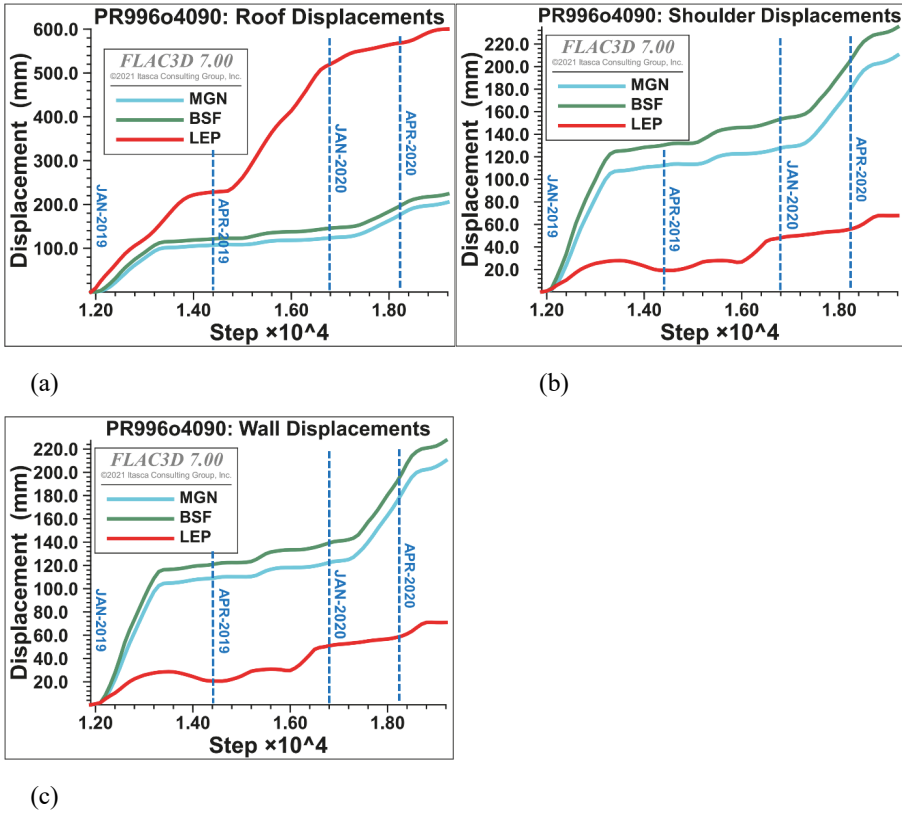 PR996o4090: Roof Displacements
600.0
500.0
400.0
300.0
200.0
100.0
Displacement (mm)
FLAC3D 7.00
©2021 Itasca Consulting Group, Inc.
MGN
BSF
LEP
JAN-2019
APR-2019
JAN-2020
APR-2020
1.20 1.40 1.60 1.80
Step ×10^4
(a)
PR996o4090: Shoulder Displacements
220.0
200.0
180.0
160.0
140.0
120.0
100.0
80.0
60.0
40.0
20.0
Displacement (mm)
FLAC3D 7.00
©2021 Itasca Consulting Group, Inc.
MGN
BSF
LEP
JAN-2019
APR-2019
JAN-2020
APR-2020
1.20 1.40 1.60 1.80
Step ×10^4
(b)
PR996o4090: Wall Displacements
220.0
200.0
180.0
160.0
140.0
120.0
100.0
80.0
60.0
40.0
20.0
Displacement (mm)
FLAC3D 7.00
©2021 Itasca Consulting Group, Inc.
MGN
BSF
LEP
JAN-2019
APR-2019
JAN-2020
APR-2020
1.20 1.40 1.60 1.80
Step ×10^4
(c)